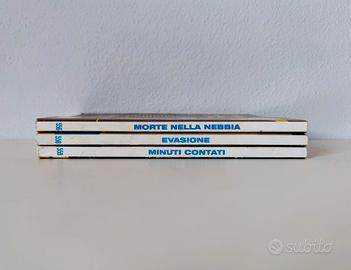 MORTE NELLA NEBBIA
EVASIONE
MINUTI CONTATI
subito